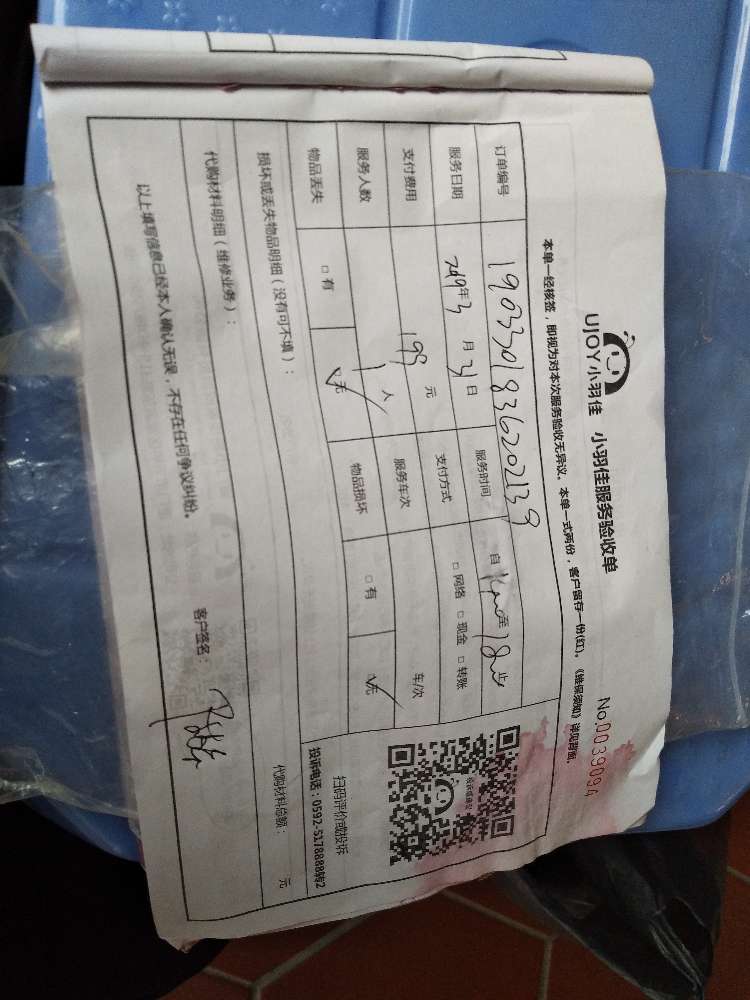 UJOY小羽佳 小羽佳服务验收单
No.0039094
本单一经核签，即视为对本次服务验收无异议。本单一式两份，客户留存一份(红)。《维保须知》详见背面。
订单编号 1903301836202139
服务日期 2019年3月31日 服务时间 自 至18 止
支付费用 199元 支付方式 □网络 □现金 □转账
服务人数 1人 服务车次 车/次
物品丢失 □有 ☑无 物品损坏 □有 ☑无
投诉或建议
扫码评价或投诉
投诉电话：0592-5178888转2
损坏或丢失物品明细（没有可不填）：
代购材料明细（维修业务）： 代购材料总额： 元
以上填写信息已经本人确认无误，不存在任何争议纠纷。 客户签名：